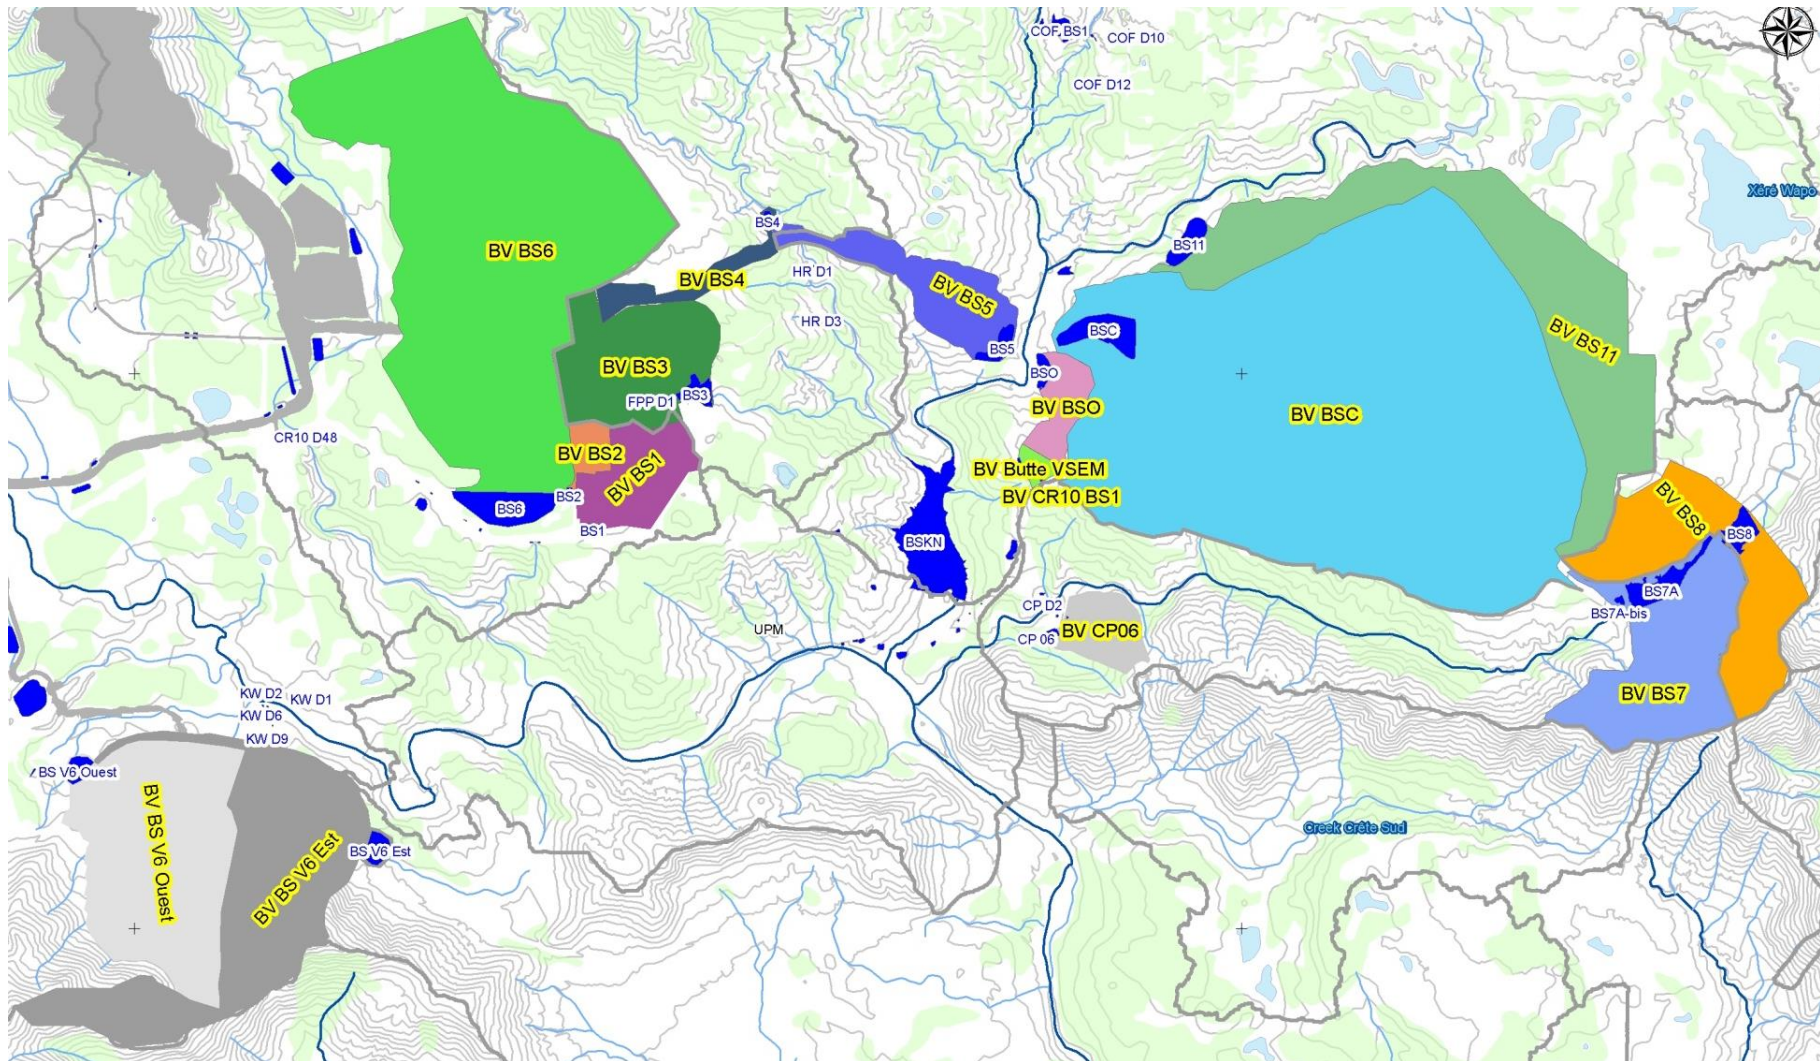 COF BS1
COF D10
COF D12
Xéré Wapo
BS4
BS11
BV BS6
BV BS4
HR D1
BV BS5
HR D3
BSC
BV BS11
BS5
BSO
BV BS3
BS3
FPP D1
BV BSO
BV BSC
CR10 D48
BV BS2
BV BS1
BV Butte VSEM
BV CR10 BS1
BS2
BS6
BS1
BSKN
BV BS8
BS8
BS7A
BS7A-bis
CP D2
UPM
CP 06
BV CP06
KW D2
KW D1
KW D6
KW D9
BV BS7
BS V6 Ouest
BV BS V6 Ouest
BV BS V6 Est
BS V6 Est
Creek Crête Sud